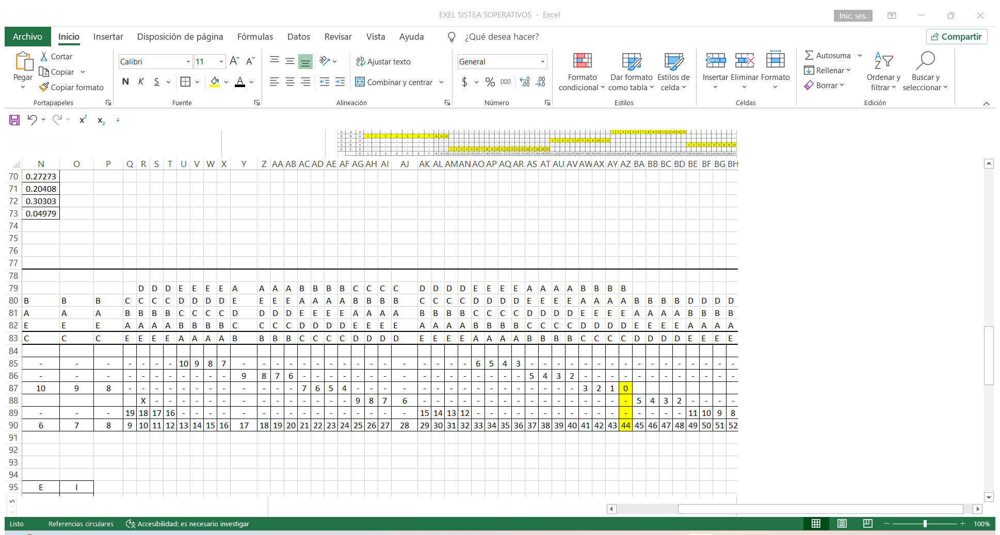 EXEL SISTEA SOPERATIVOS - Excel
Inic. ses.
Archivo Inicio Insertar Disposición de página Fórmulas Datos Revisar Vista Ayuda ¿Qué desea hacer? Compartir
Pegar
Cortar
Copiar
Copiar formato
Portapapeles
Calibri 11
N K S
Fuente
Ajustar texto
Combinar y centrar
Alineación
General
$ % 000
Número
Formato condicional
Dar formato como tabla
Estilos de celda
Estilos
Insertar Eliminar Formato
Celdas
Autosuma
Rellenar
Borrar
Ordenar y filtrar
Buscar y seleccionar
Edición
N O P Q R S T U V W X Y Z AA AB AC AD AE AF AG AH AI AJ AK AL AM AN AO AP AQ AR AS AT AU AV AW AX AY AZ BA BB BC BD BE BF BG BH
70 0.27273
71 0.20408
72 0.30303
73 0.04979
74
75
76
77
78
79 D D D E E E E A A A A B B B B C C C C D D D D E E E E A A A A B B B B
80 B B B C C C C D D D D E E E E A A A A B B B B C C C C D D D D E E E E A A A A B B B B D D D D
81 A A A B B B B C C C C D D D D E E E E A A A A B B B B C C C C D D D D E E E E A A A A B B B B
82 E E E A A A A B B B B C C C C D D D D E E E E A A A A B B B B C C C C D D D D E E E E A A A A
83 C C C E E E E A A A A B B B B C C C C D D D D E E E E A A A A B B B B C C C C D D D D E E E E
84
85 - - - - - - - 10 9 8 7 - - - - - - - - - - - - - - - - 6 5 4 3 - - - - - - - - - - - - - - - -
86 - - - - - - - - - - - 9 8 7 6 - - - - - - - - - - - - - - - - 5 4 3 2 - - - - - - - - - - - -
87 10 9 8 - - - - - - - - - - - - 7 6 5 4 - - - - - - - - - - - - - - - - 3 2 1 0
88 X - - - - - - - - - - - - - - 9 8 7 6 - - - - - - - - - - - - - - - - 5 4 3 2 - - - -
89 - - - 19 18 17 16 - - - - - - - - - - - - - - - - 15 14 13 12 - - - - - - - - - - - - - - - - 11 10 9 8
90 6 7 8 9 10 11 12 13 14 15 16 17 18 19 20 21 22 23 24 25 26 27 28 29 30 31 32 33 34 35 36 37 38 39 40 41 42 43 44 45 46 47 48 49 50 51 52
91
92
93
94
95 E I
Listo Referencias circulares Accesibilidad: es necesario investigar 100%